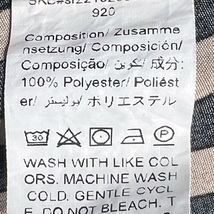 920
Composition/ Zusamme
nsetzung/ Composición/
Composição/ تكوين/ 成分:
100% Polyester/ Poliést
er/ بوليستر/ ポリエステル
30
WASH WITH LIKE COL
ORS. MACHINE WASH
COLD. GENTLE CYCL
E. DO NOT BLEACH. T